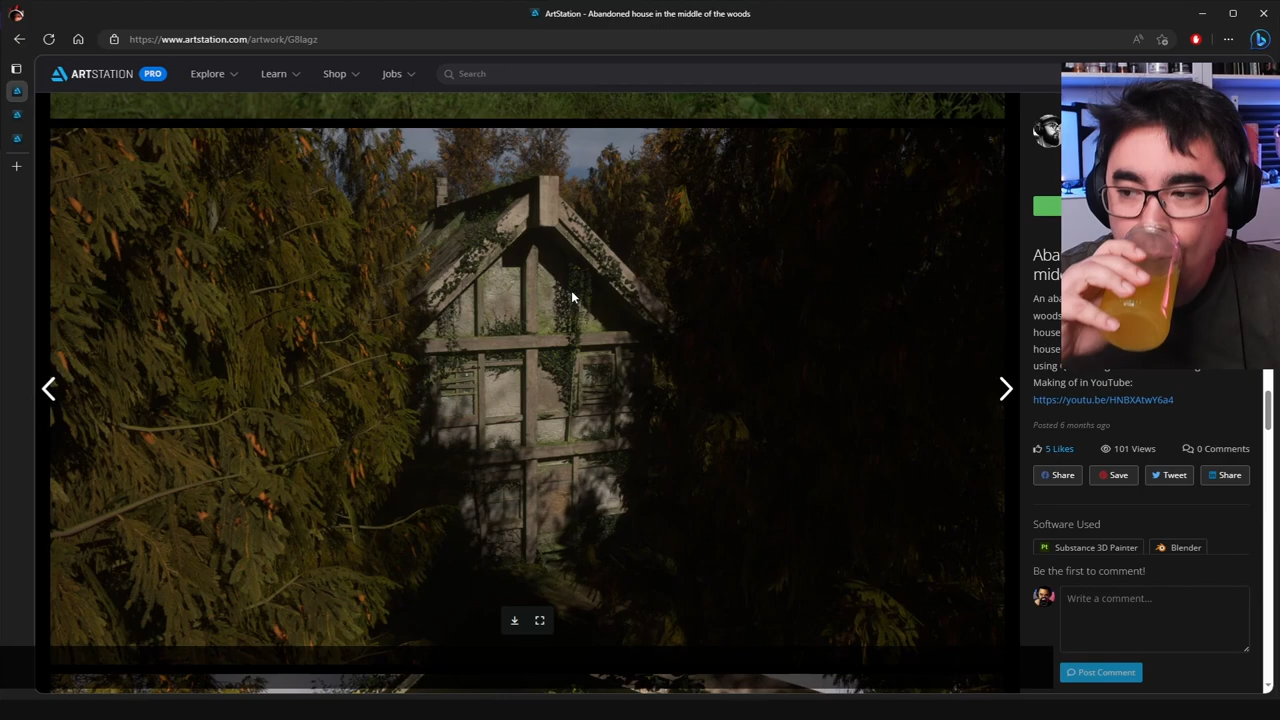 ArtStation - Abandoned house in the middle of the woods
https://www.artstation.com/artwork/G8lagz
ARTSTATION PRO Explore Learn Shop Jobs Search
Aba
mid
An aba
woods
house
house
using
Making of in YouTube:
https://youtu.be/HNBXAtwY6a4
Posted 6 months ago
5 Likes 101 Views 0 Comments
Share Save Tweet Share
Software Used
Pt Substance 3D Painter Blender
Be the first to comment!
Write a comment...
Post Comment